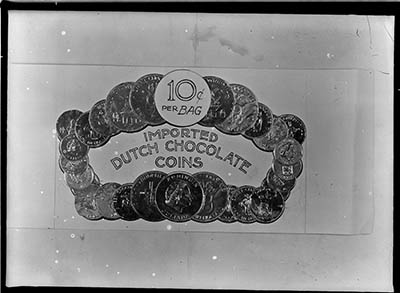 10¢
PER BAG
IMPORTED
DUTCH CHOCOLATE
COINS